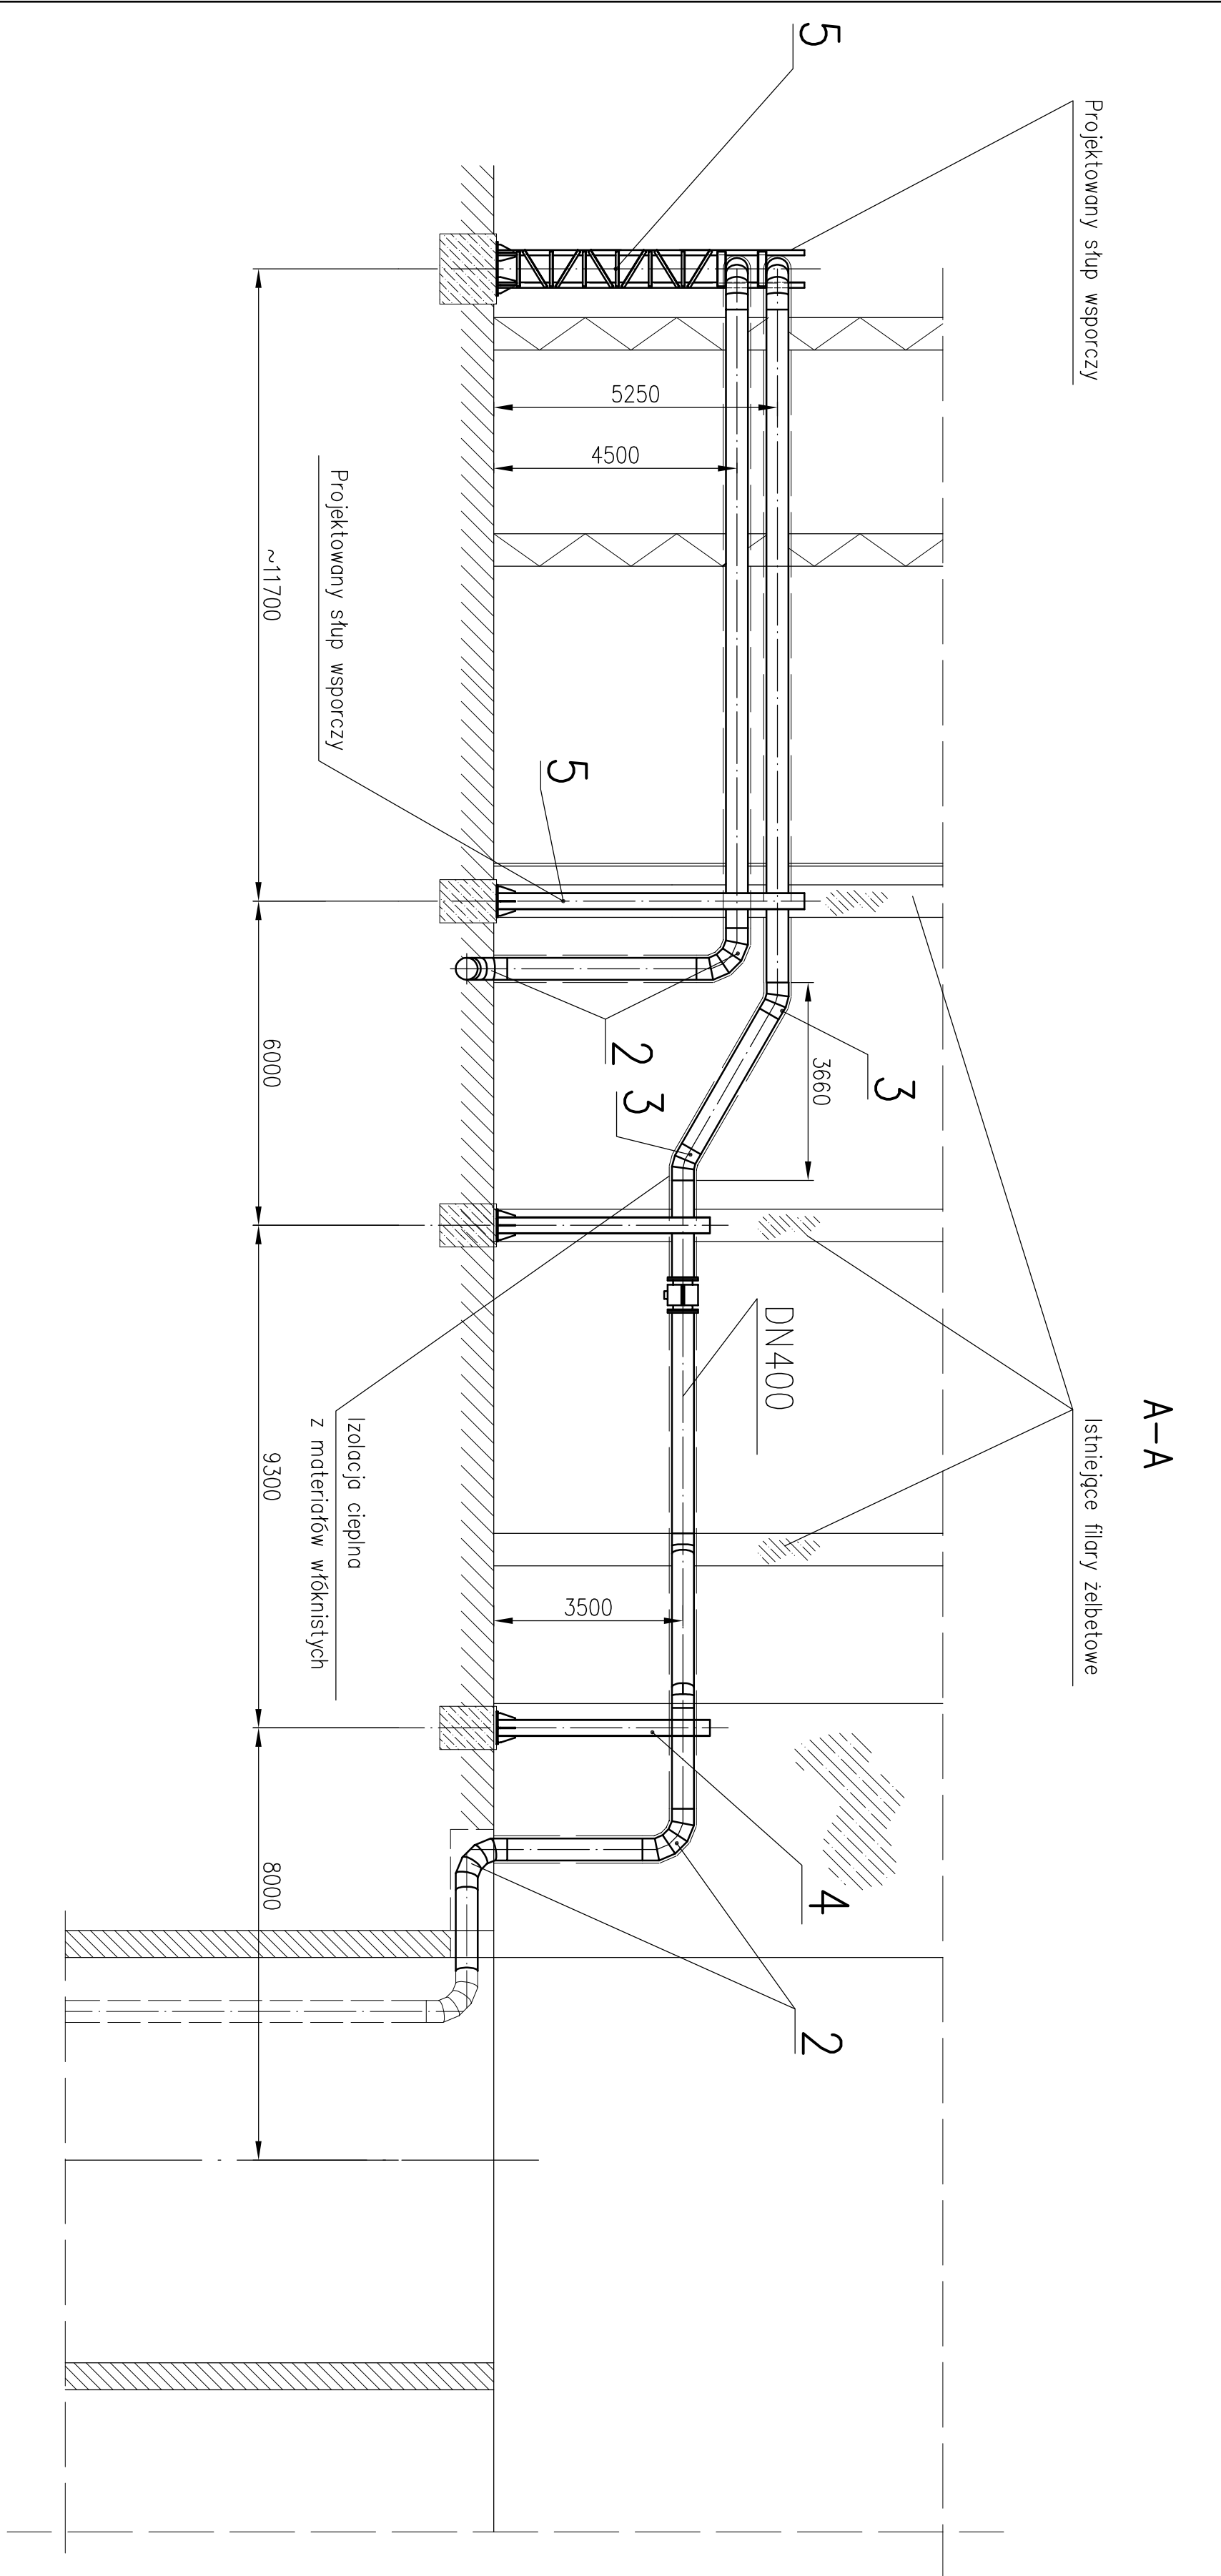 A-A
Projektowany słup wsporczy
Istniejące filary żelbetowe
5
3
4
2
3660
DN400
5250
4500
2
3
5
3500
Projektowany słup wsporczy
Izolacja cieplna
z materiałów włóknistych
~11700
6000
9300
8000